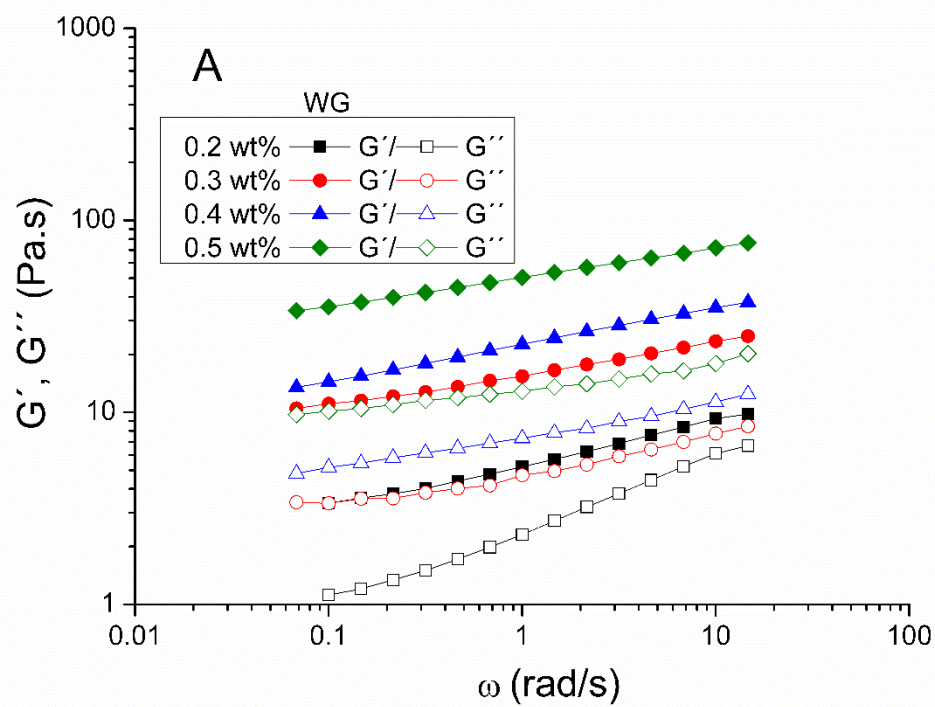 1000
A
WG
0.2 wt% G´/ G´´
0.3 wt% G´/ G´´
0.4 wt% G´/ G´´
0.5 wt% G´/ G´´
100
G´, G´´ (Pa.s)
10
1
0.01 0.1 1 10 100
ω (rad/s)